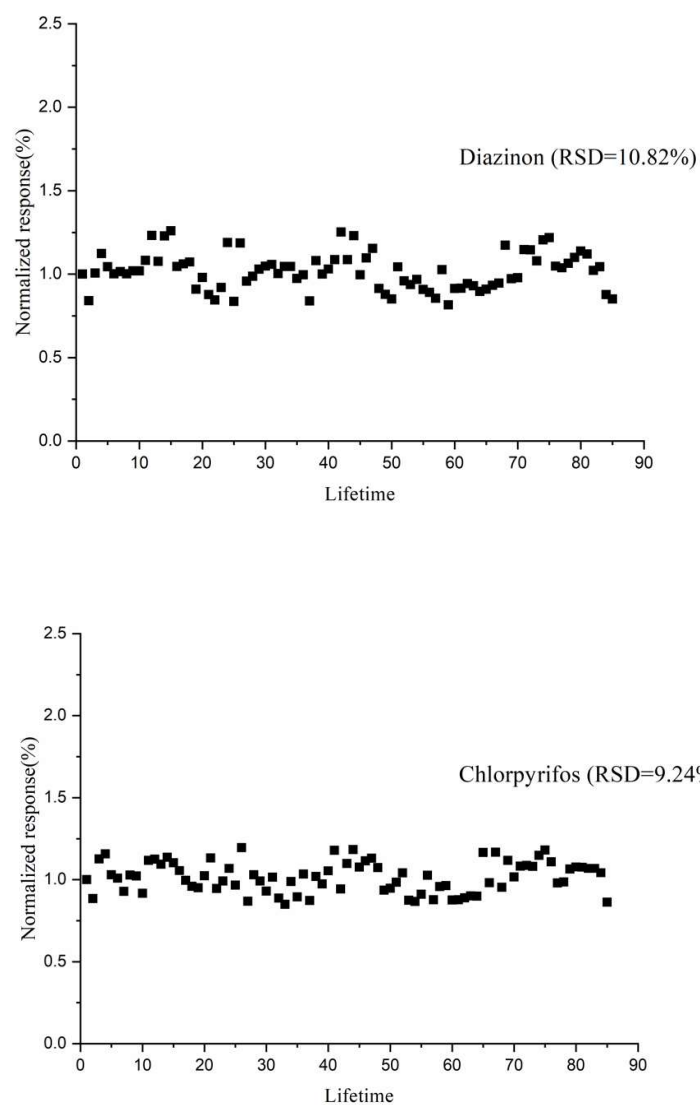 2.5
2.0
Diazinon (RSD=10.82%)
1.5
1.0
0.5
0.0
Normalized response(%)
0 10 20 30 40 50 60 70 80 90
Lifetime
2.5
2.0
Chlorpyrifos (RSD=9.24%
1.5
1.0
0.5
0.0
Normalized response(%)
0 10 20 30 40 50 60 70 80 90
Lifetime